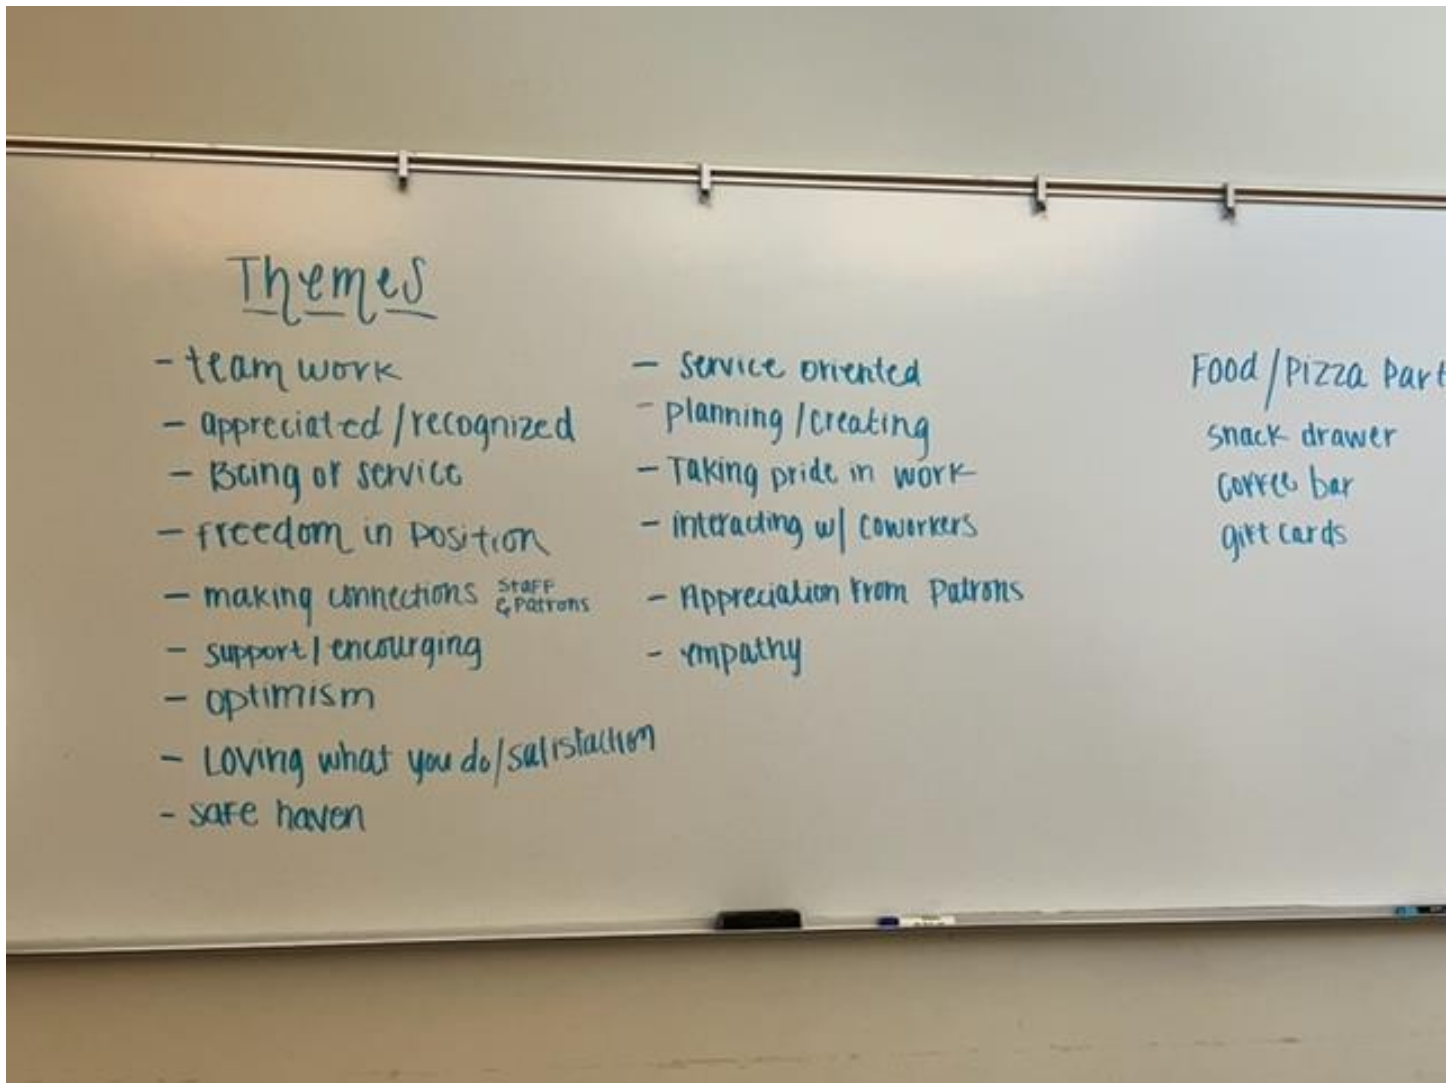 Themes
- team work
- appreciated/recognized
- Being of service
- freedom in position
- making connections staff & patrons
- support/encourging
- optimism
- Loving what you do/satisfaction
- safe haven
- service oriented
- planning/creating
- Taking pride in work
- interacting w/ coworkers
- Appreciation from Patrons
- empathy
Food/Pizza Part
snack drawer
coffee bar
gift cards